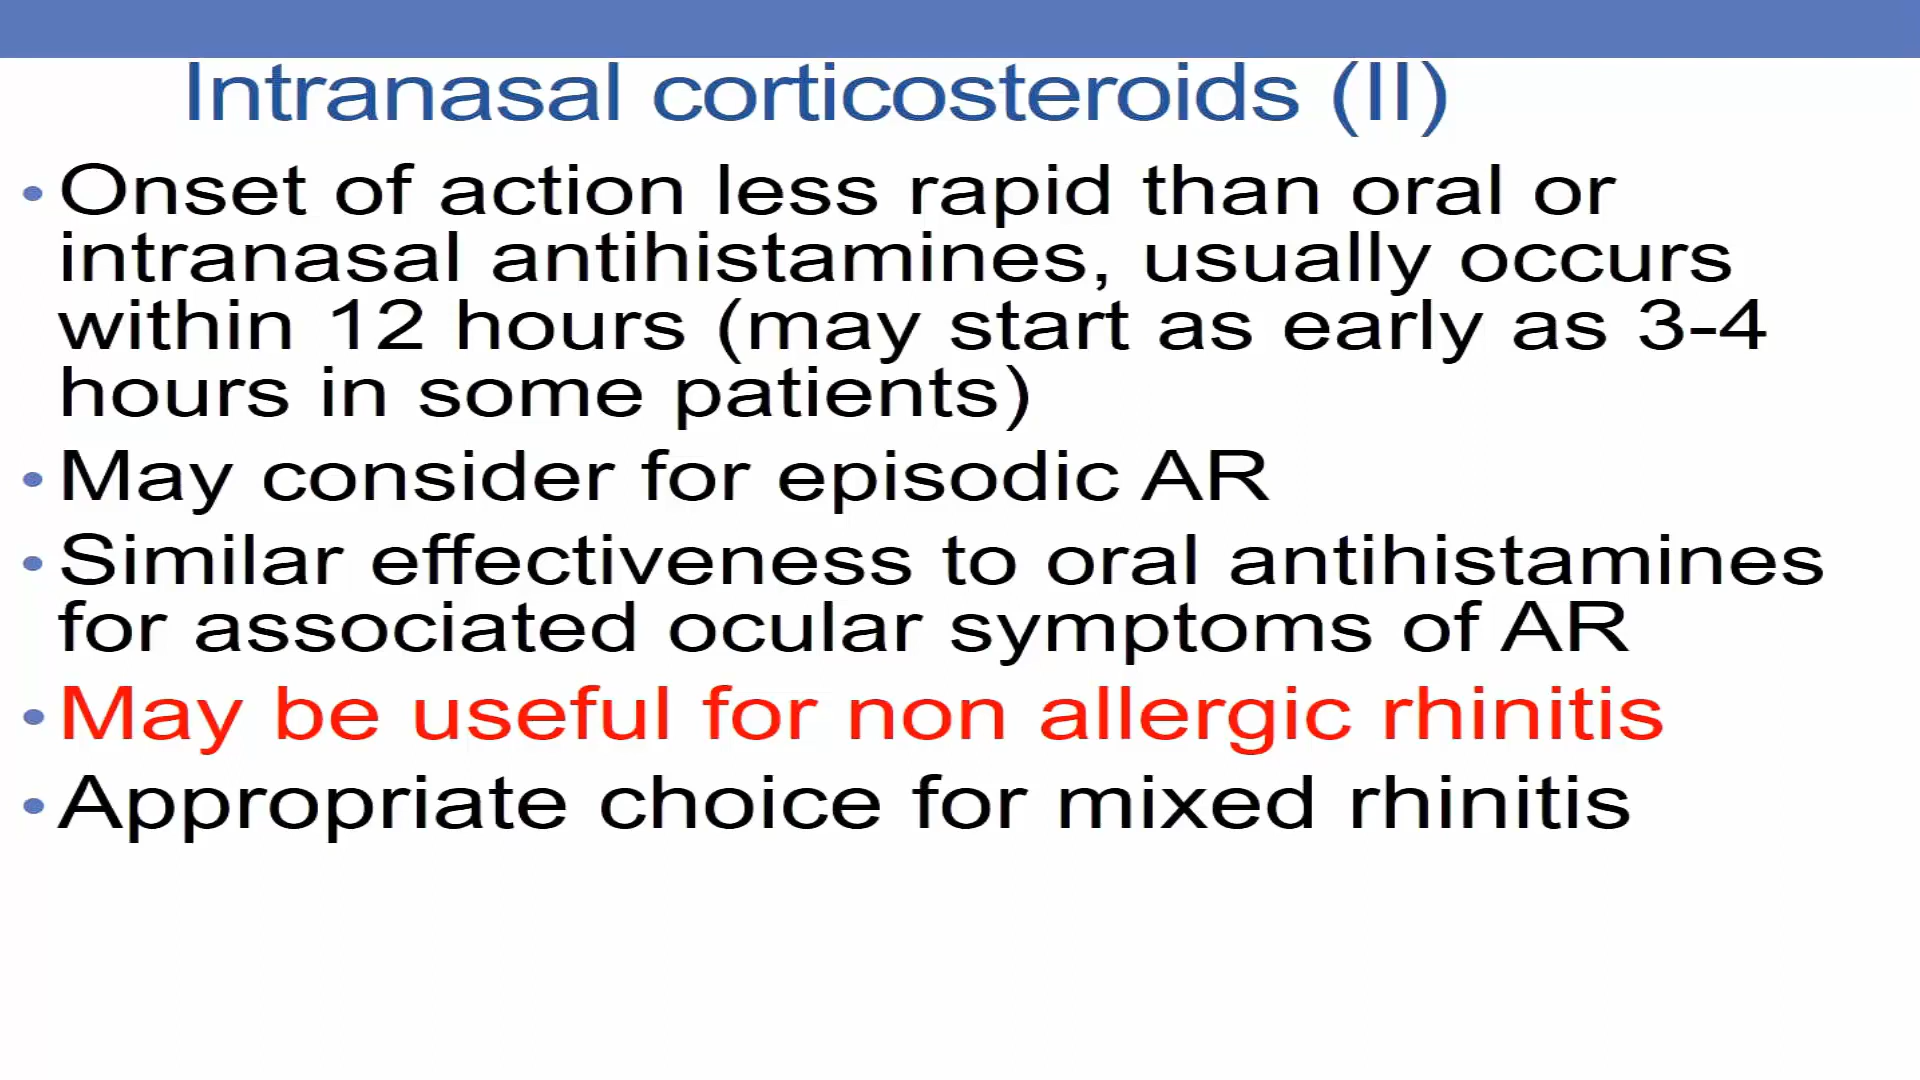 Intranasal corticosteroids (II)
• Onset of action less rapid than oral or
intranasal antihistamines, usually occurs
within 12 hours (may start as early as 3-4
hours in some patients)
• May consider for episodic AR
• Similar effectiveness to oral antihistamines
for associated ocular symptoms of AR
• May be useful for non allergic rhinitis
• Appropriate choice for mixed rhinitis